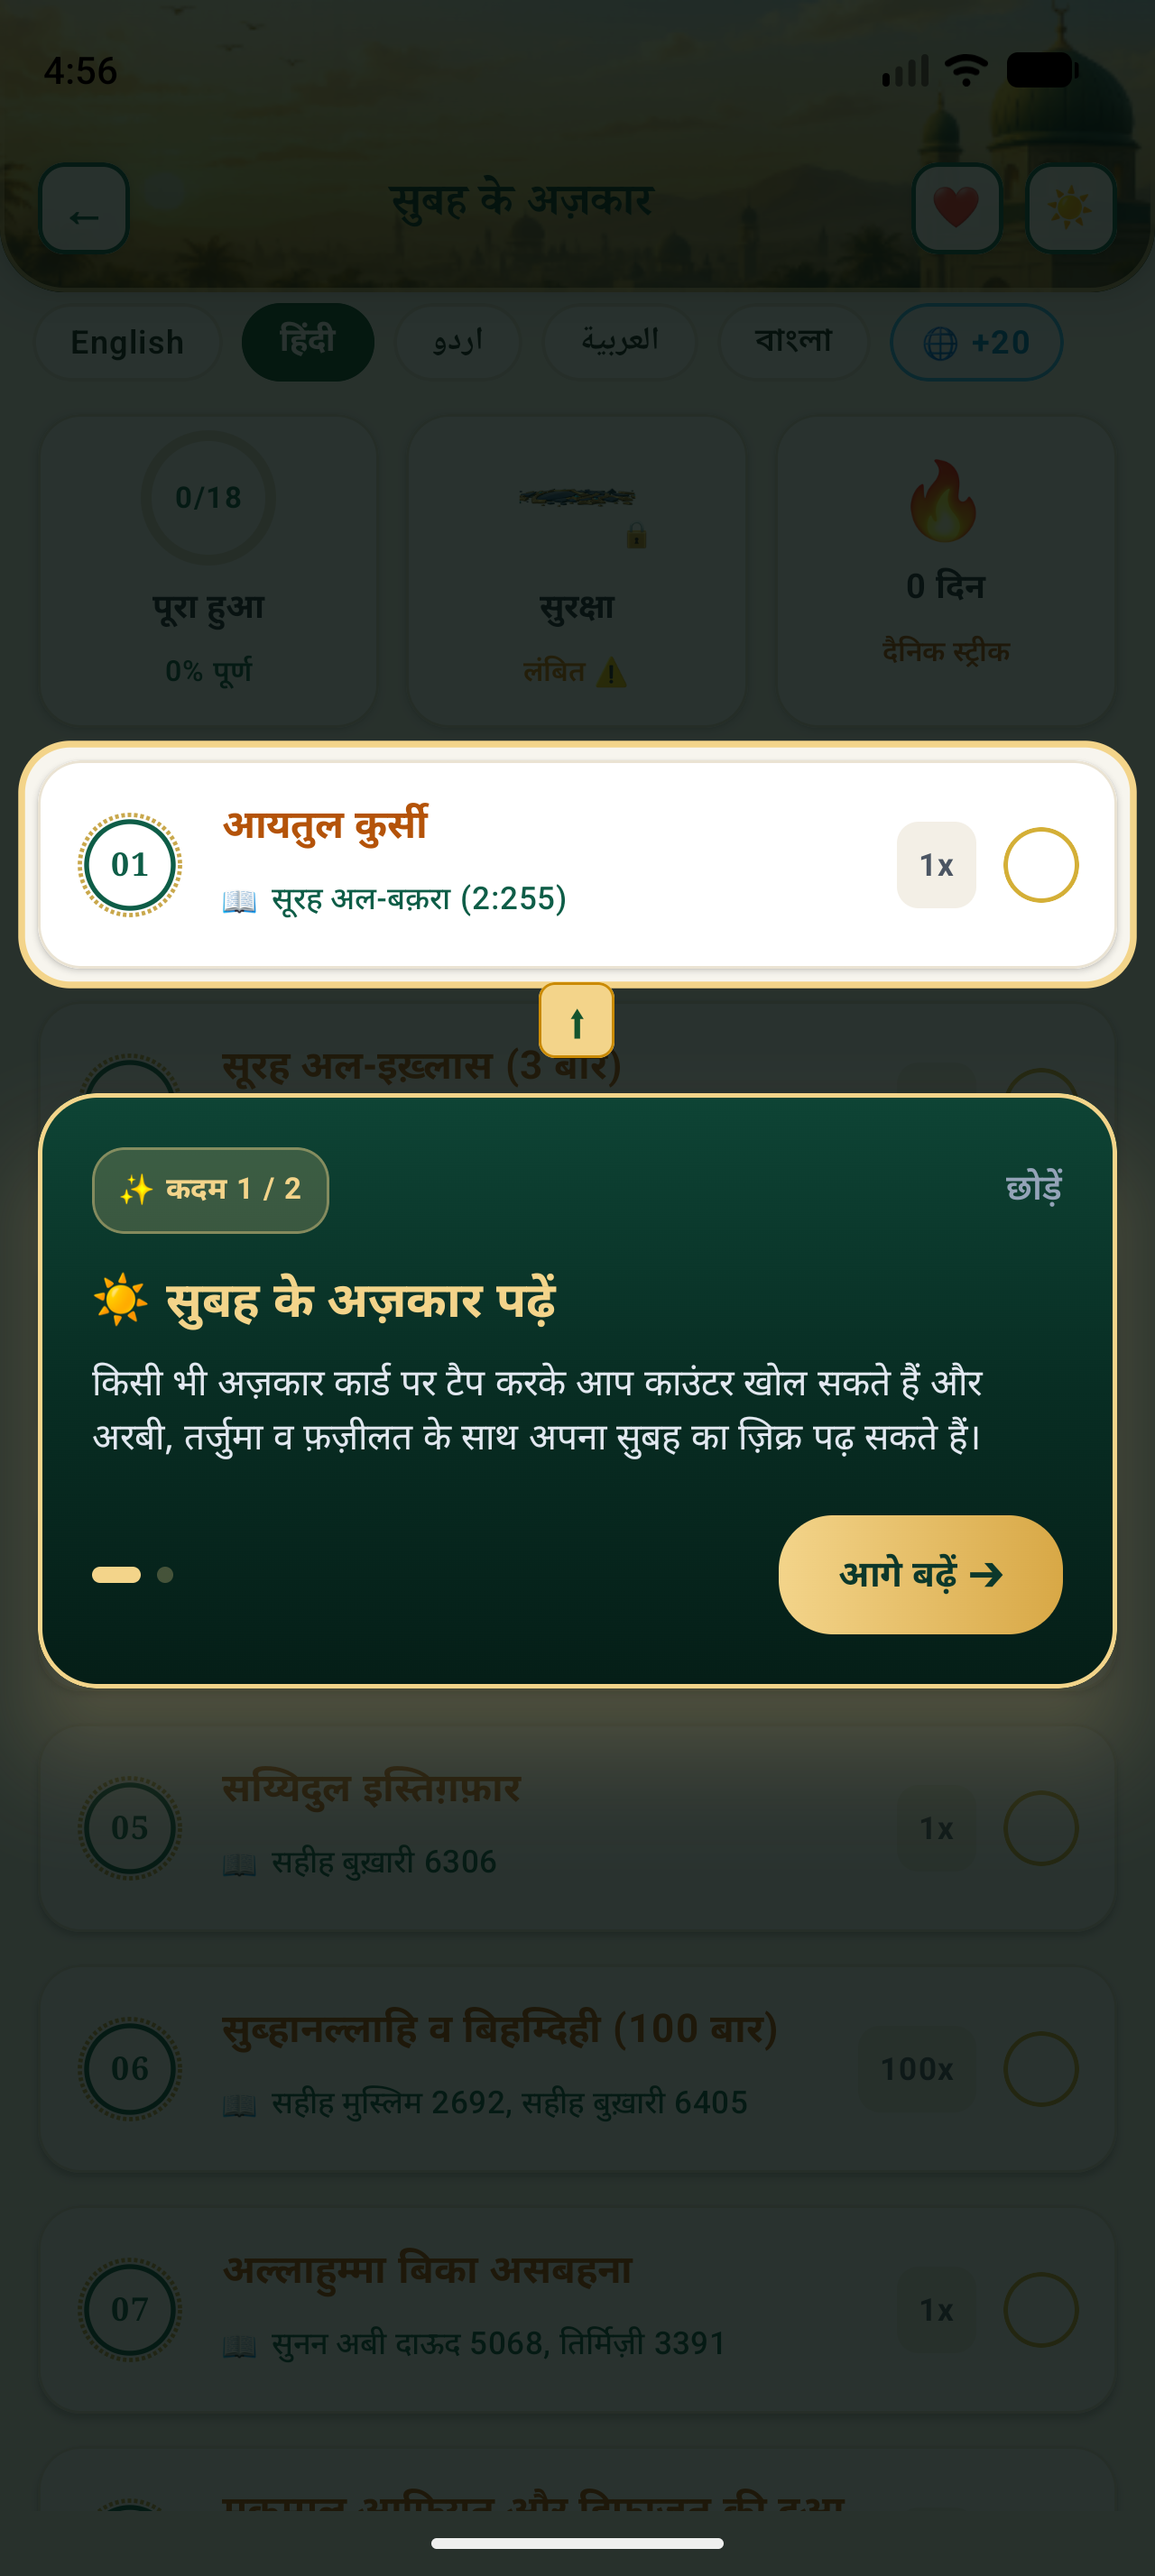 4:56
←
सुबह के अज़कार
English
हिंदी
اردو
العربية
বাংলা
+20
0/18
पूरा हुआ
0% पूर्ण
सुरक्षा
लंबित
0 दिन
दैनिक स्ट्रीक
01
आयतुल कुर्सी
सूरह अल-बक़रा (2:255)
1x
सूरह अल-इख़्लास (3 बार)
कदम 1 / 2
छोड़ें
सुबह के अज़कार पढ़ें
किसी भी अज़कार कार्ड पर टैप करके आप काउंटर खोल सकते हैं और
अरबी, तर्जुमा व फ़ज़ीलत के साथ अपना सुबह का ज़िक्र पढ़ सकते हैं।
आगे बढ़ें →
05
सय्यिदुल इस्तिग़फ़ार
सहीह बुख़ारी 6306
1x
06
सुब्हानल्लाहि व बिहम्दिही (100 बार)
सहीह मुस्लिम 2692, सहीह बुख़ारी 6405
100x
07
अल्लाहुम्मा बिका असबहना
सुनन अबी दाऊद 5068, तिर्मिज़ी 3391
1x